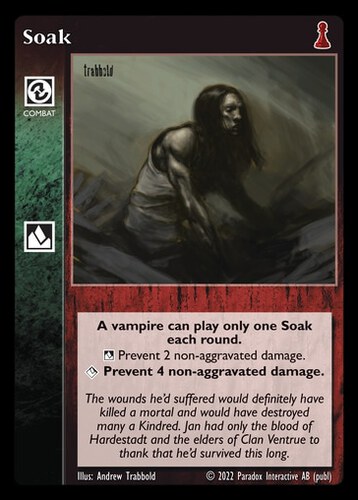 Soak
trabbold
COMBAT
A vampire can play only one Soak
each round.
Prevent 2 non-aggravated damage.
Prevent 4 non-aggravated damage.
The wounds he'd suffered would definitely have
killed a mortal and would have destroyed
many a Kindred. Jan had only the blood of
Hardestadt and the elders of Clan Ventrue to
thank that he'd survived this long.
Illus: Andrew Trabbold © 2022 Paradox Interactive AB (publ)